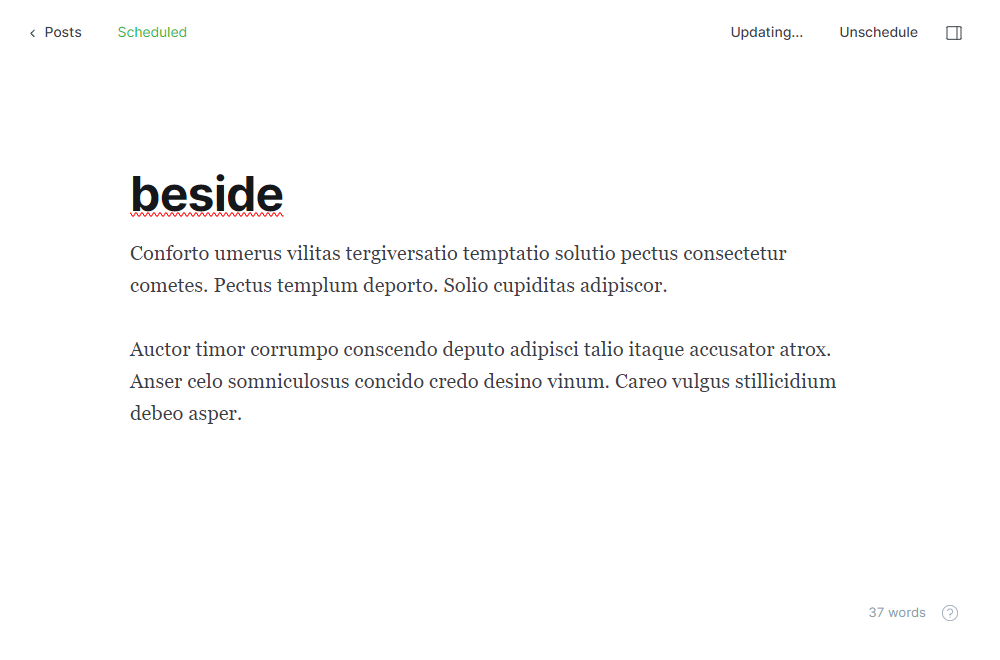 Posts
Scheduled
Updating...
Unschedule
beside
Conforto umerus vilitas tergiversatio temptatio solutio pectus consectetur
cometes. Pectus templum deporto. Solio cupiditas adipiscor.
Auctor timor corrumpo conscendo deputo adipisci talio itaque accusator atrox.
Anser celo somniculosus concido credo desino vinum. Careo vulgus stillicidium
debeo asper.
37 words
?